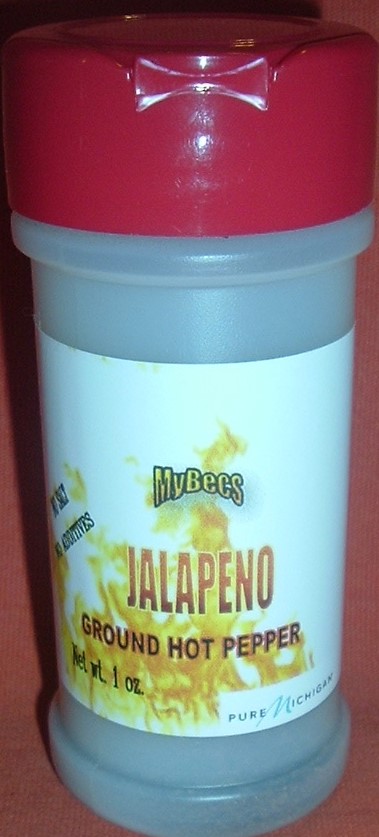 MyBecs
NO SALT
NO ADDITIVES
JALAPENO
GROUND HOT PEPPER
Net wt. 1 oz.
PURE MICHIGAN